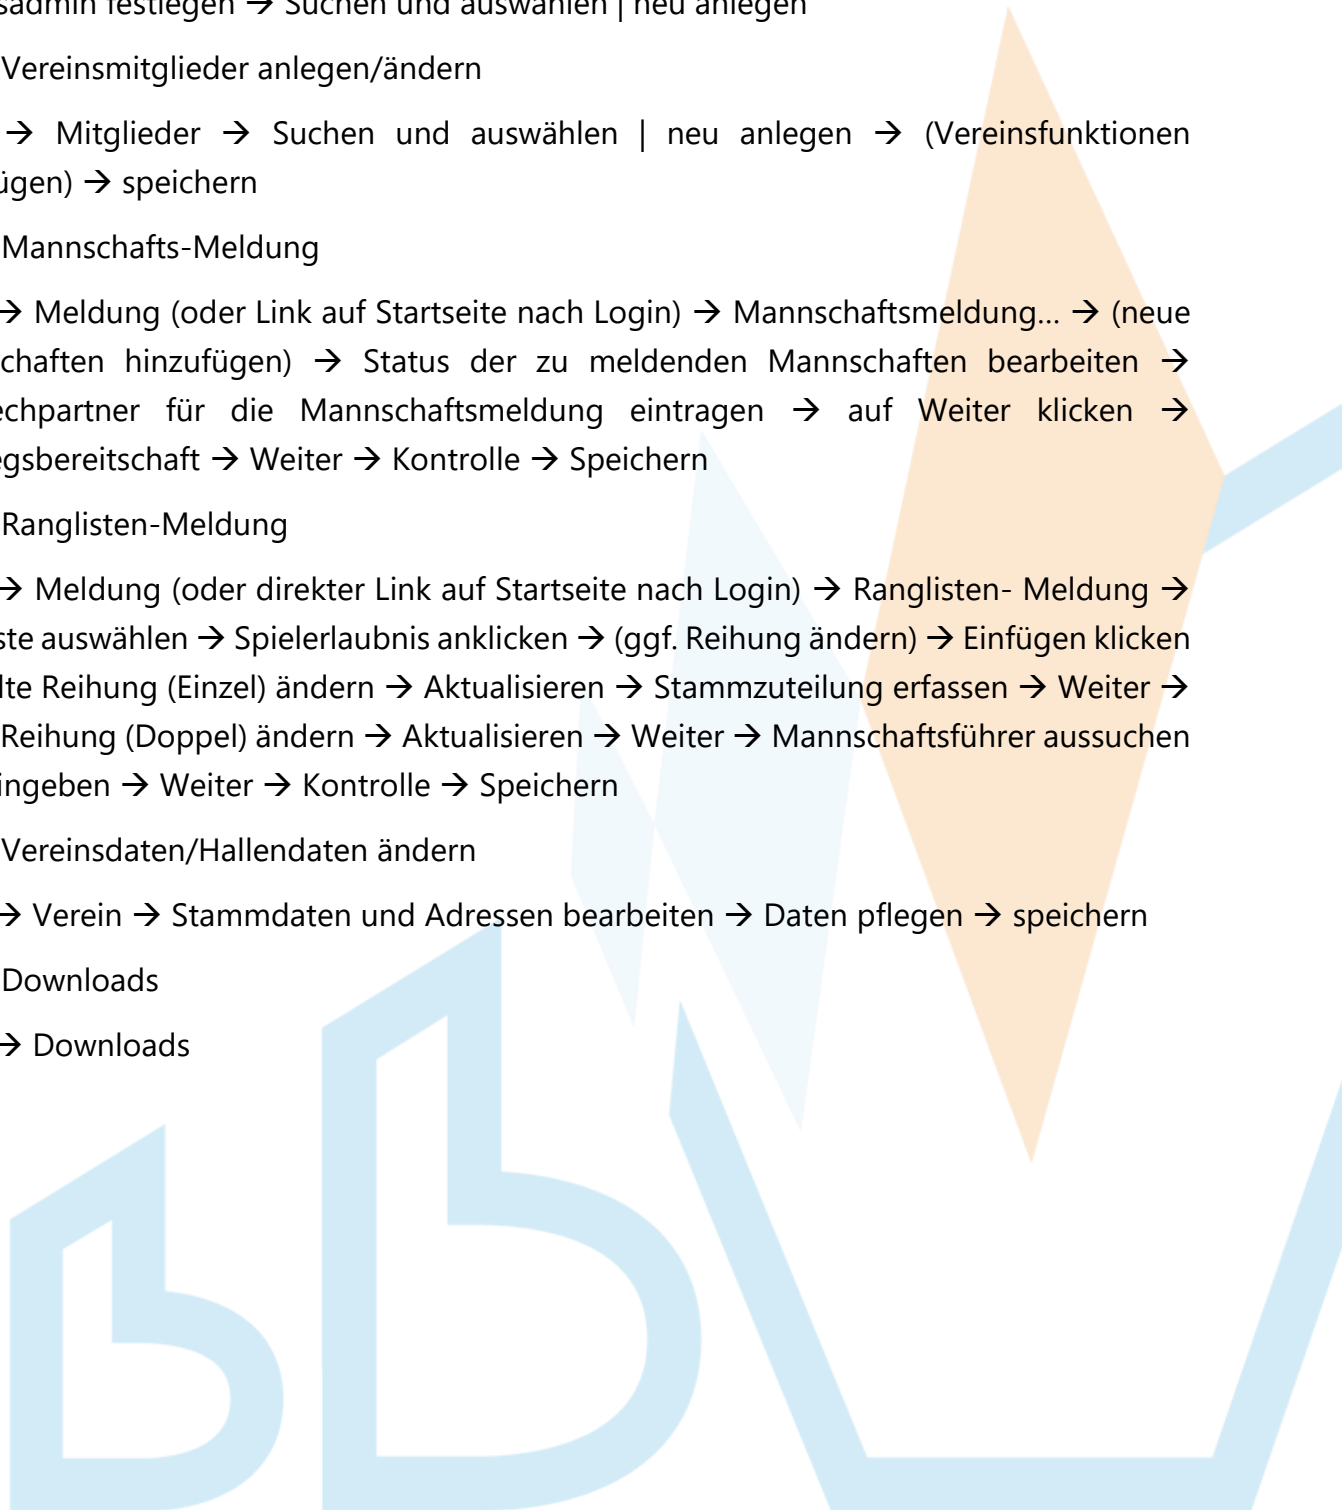 sadmin festlegen → Suchen und auswählen | neu anlegen
Vereinsmitglieder anlegen/ändern
→ Mitglieder → Suchen und auswählen | neu anlegen → (Vereinsfunktionen
ügen) → speichern
Mannschafts-Meldung
→ Meldung (oder Link auf Startseite nach Login) → Mannschaftsmeldung… → (neue
chaften hinzufügen) → Status der zu meldenden Mannschaften bearbeiten →
echpartner für die Mannschaftsmeldung eintragen → auf Weiter klicken →
egsbereitschaft → Weiter → Kontrolle → Speichern
Ranglisten-Meldung
→ Meldung (oder direkter Link auf Startseite nach Login) → Ranglisten- Meldung →
ste auswählen → Spielerlaubnis anklicken → (ggf. Reihung ändern) → Einfügen klicken
lte Reihung (Einzel) ändern → Aktualisieren → Stammzuteilung erfassen → Weiter →
Reihung (Doppel) ändern → Aktualisieren → Weiter → Mannschaftsführer aussuchen
ingeben → Weiter → Kontrolle → Speichern
Vereinsdaten/Hallendaten ändern
→ Verein → Stammdaten und Adressen bearbeiten → Daten pflegen → speichern
Downloads
→ Downloads